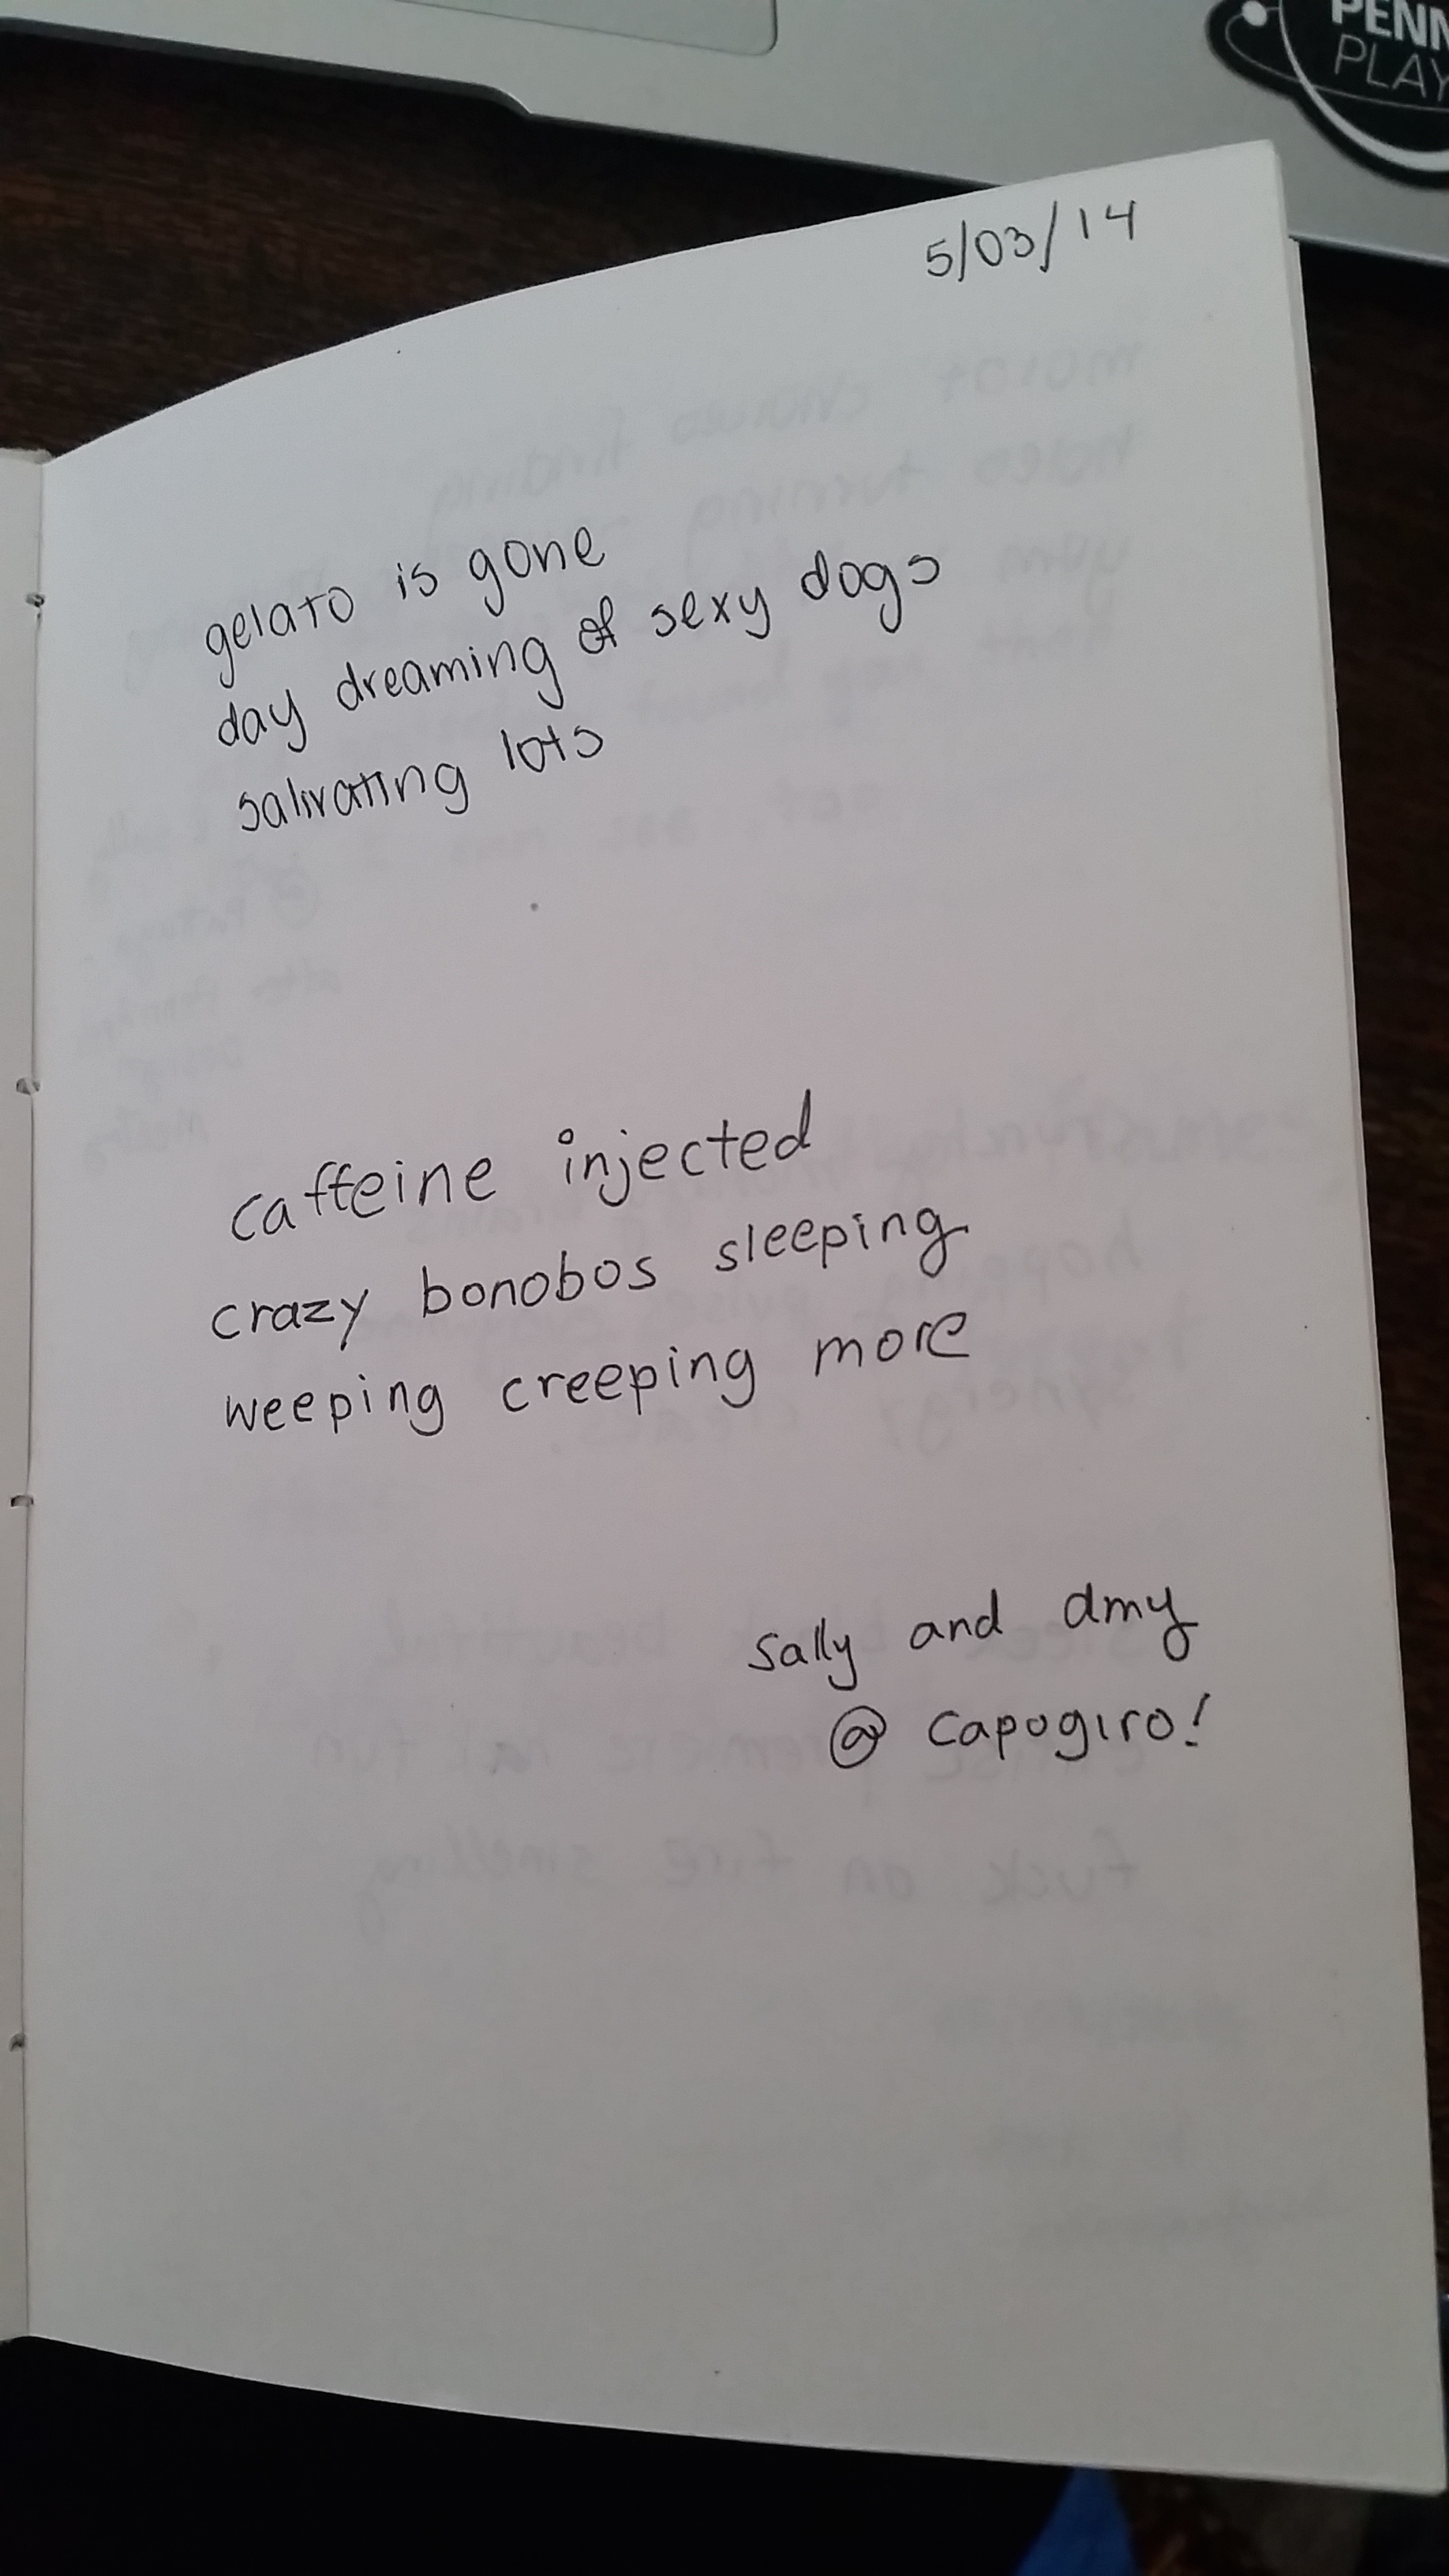 PENN
PLAY
5/03/14
gelato is gone
day dreaming of sexy dogs
salivating lots
caffeine injected
crazy bonobos sleeping
weeping creeping more
sally and amy
@ capogiro!